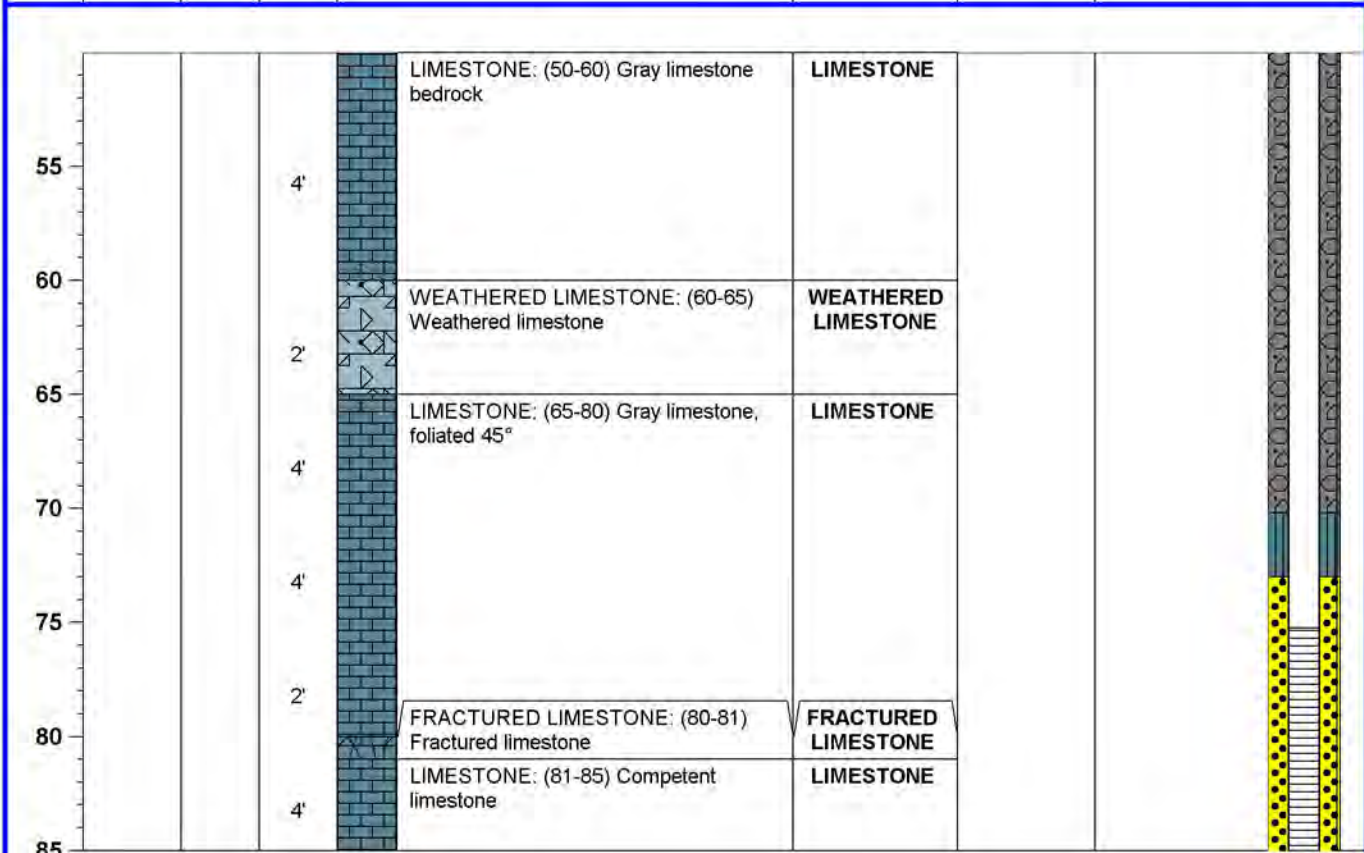 LIMESTONE: (50-60) Gray limestone
bedrock
LIMESTONE
55
4'
60
WEATHERED LIMESTONE: (60-65)
Weathered limestone
WEATHERED
LIMESTONE
2'
65
LIMESTONE: (65-80) Gray limestone,
foliated 45°
LIMESTONE
4'
70
4'
75
2'
FRACTURED LIMESTONE: (80-81)
Fractured limestone
FRACTURED
LIMESTONE
80
LIMESTONE: (81-85) Competent
limestone
LIMESTONE
4'
85